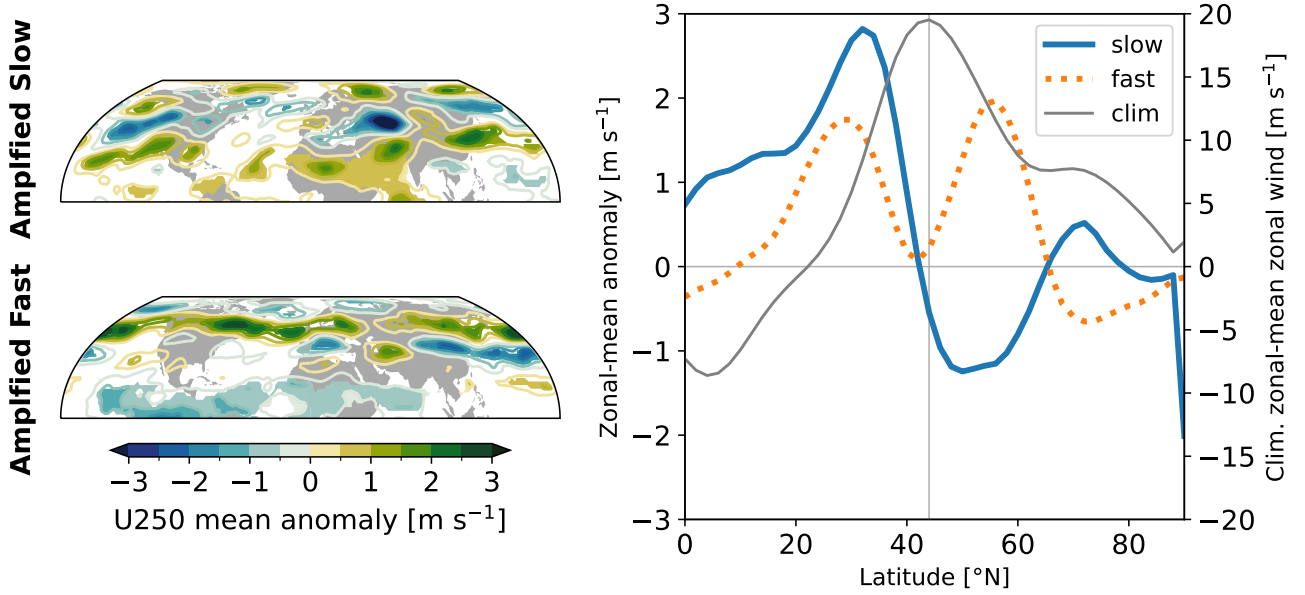 Amplfied Slow
Amplfied Fast
−3 −2 −1 0 1 2 3
U250 mean anomaly [m s⁻¹]
Zonal-mean anomaly [m s⁻¹]
3
2
1
0
−1
−2
−3
0 20 40 60 80
Latitude [°N]
slow
fast
clim
20
15
10
5
0
−5
−10
−15
−20
Clim. zonal-mean zonal wind [m s⁻¹]